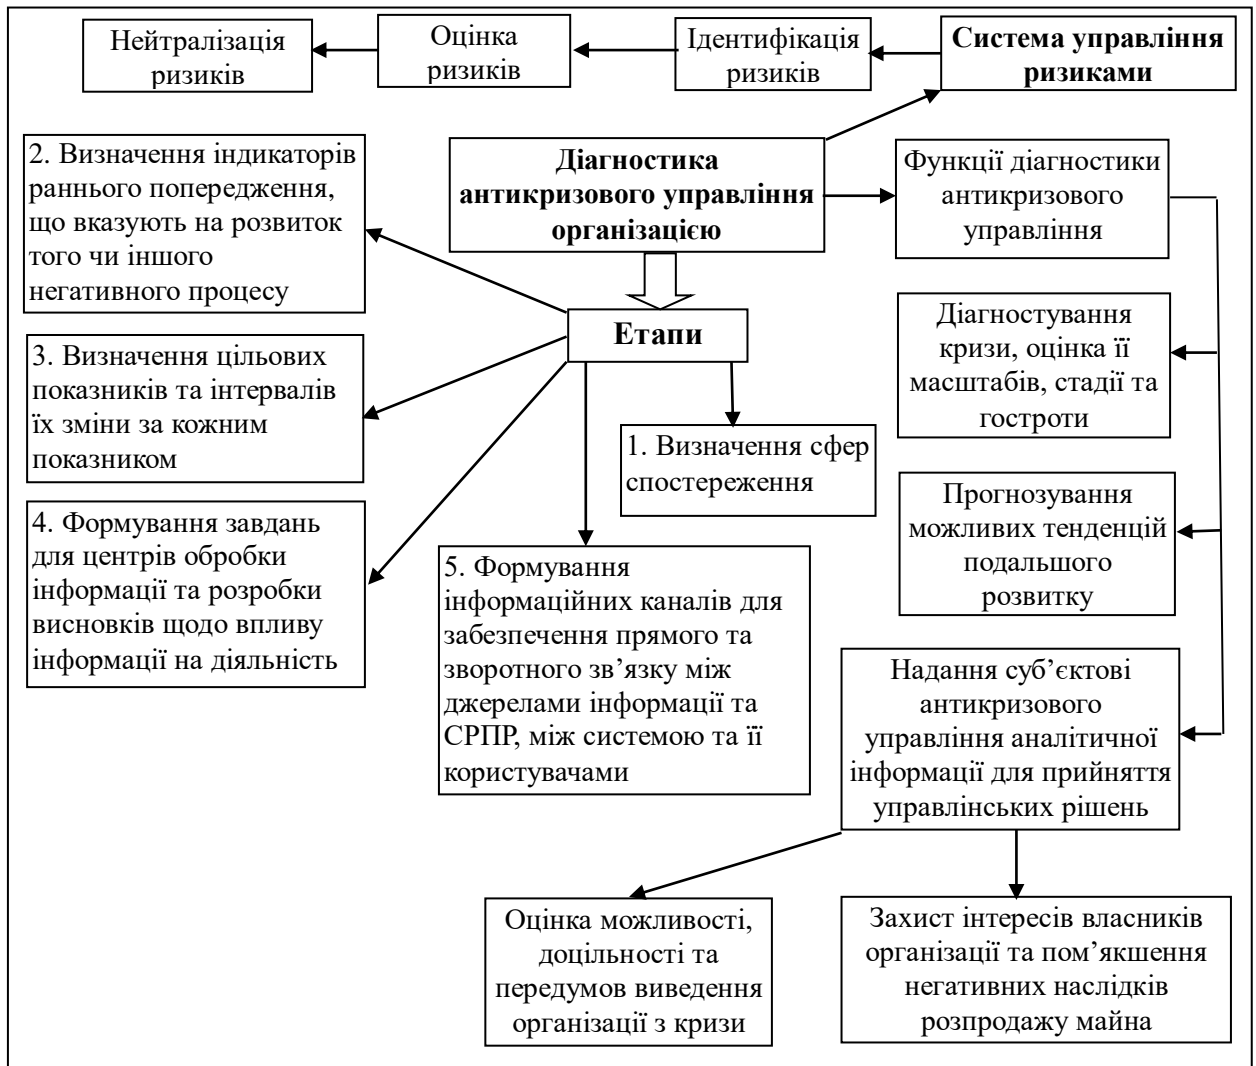 Нейтралізація
ризиків
Оцінка
ризиків
Ідентифікація
ризиків
Система управління
ризиками
2. Визначення індикаторів
раннього попередження,
що вказують на розвиток
того чи іншого
негативного процесу
Діагностика
антикризового управління
організацією
Функції діагностики
антикризового
управління
Етапи
Діагностування
кризи, оцінка її
масштабів, стадії та
гостроти
3. Визначення цільових
показників та інтервалів
їх зміни за кожним
показником
1. Визначення сфер
спостереження
Прогнозування
можливих тенденцій
подальшого
розвитку
4. Формування завдань
для центрів обробки
інформації та розробки
висновків щодо впливу
інформації на діяльність
5. Формування
інформаційних каналів для
забезпечення прямого та
зворотного зв’язку між
джерелами інформації та
СРПР, між системою та її
користувачами
Надання суб’єктові
антикризового
управління аналітичної
інформації для прийняття
управлінських рішень
Оцінка можливості,
доцільності та
передумов виведення
організації з кризи
Захист інтересів власників
організації та пом’якшення
негативних наслідків
розпродажу майна